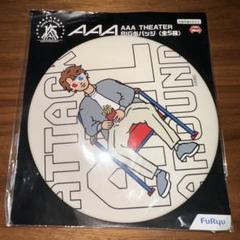 AAA
AAA THEATER
BIG缶バッジ〈全5種〉
ATTACK
ALL
AROUND
FuRyu